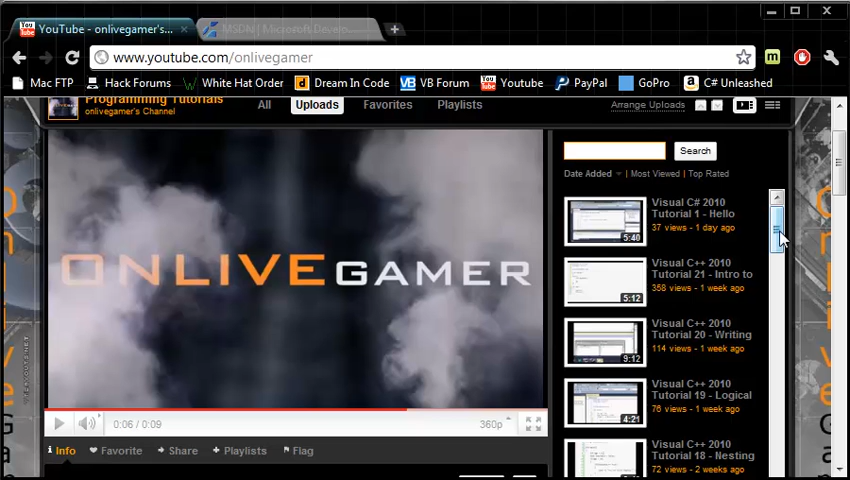 YouTube - onlivegamer's...
MSDN | Microsoft Develo...
www.youtube.com/onlivegamer
Mac FTP
Hack Forums
White Hat Order
Dream In Code
VB Forum
Youtube
PayPal
GoPro
C# Unleashed
Programming Tutorials
onlivegamer's Channel
All
Uploads
Favorites
Playlists
Arrange Uploads
ONLIVEGAMER
Search
Date Added
Most Viewed
Top Rated
Visual C# 2010
Tutorial 1 - Hello
37 views - 1 day ago
5:40
Visual C++ 2010
Tutorial 21 - Intro to
358 views - 1 week ago
5:12
Visual C++ 2010
Tutorial 20 - Writing
114 views - 1 week ago
9:12
Visual C++ 2010
Tutorial 19 - Logical
76 views - 1 week ago
4:21
Visual C++ 2010
Tutorial 18 - Nesting
72 views - 2 weeks ago
0:06 / 0:09
360p
Info
Favorite
Share
Playlists
Flag